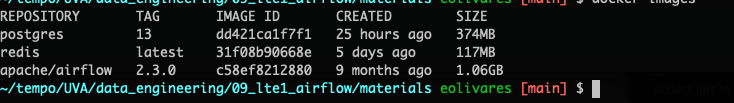 ~/tempo/UVA/data_engineering/09_lte1_airflow/materials eolivares [main] $ docker images
REPOSITORY TAG IMAGE ID CREATED SIZE
postgres 13 dd421ca1f7f1 25 hours ago 374MB
redis latest 31f08b90668e 5 days ago 117MB
apache/airflow 2.3.0 c58ef8212880 9 months ago 1.06GB
~/tempo/UVA/data_engineering/09_lte1_airflow/materials eolivares [main] $